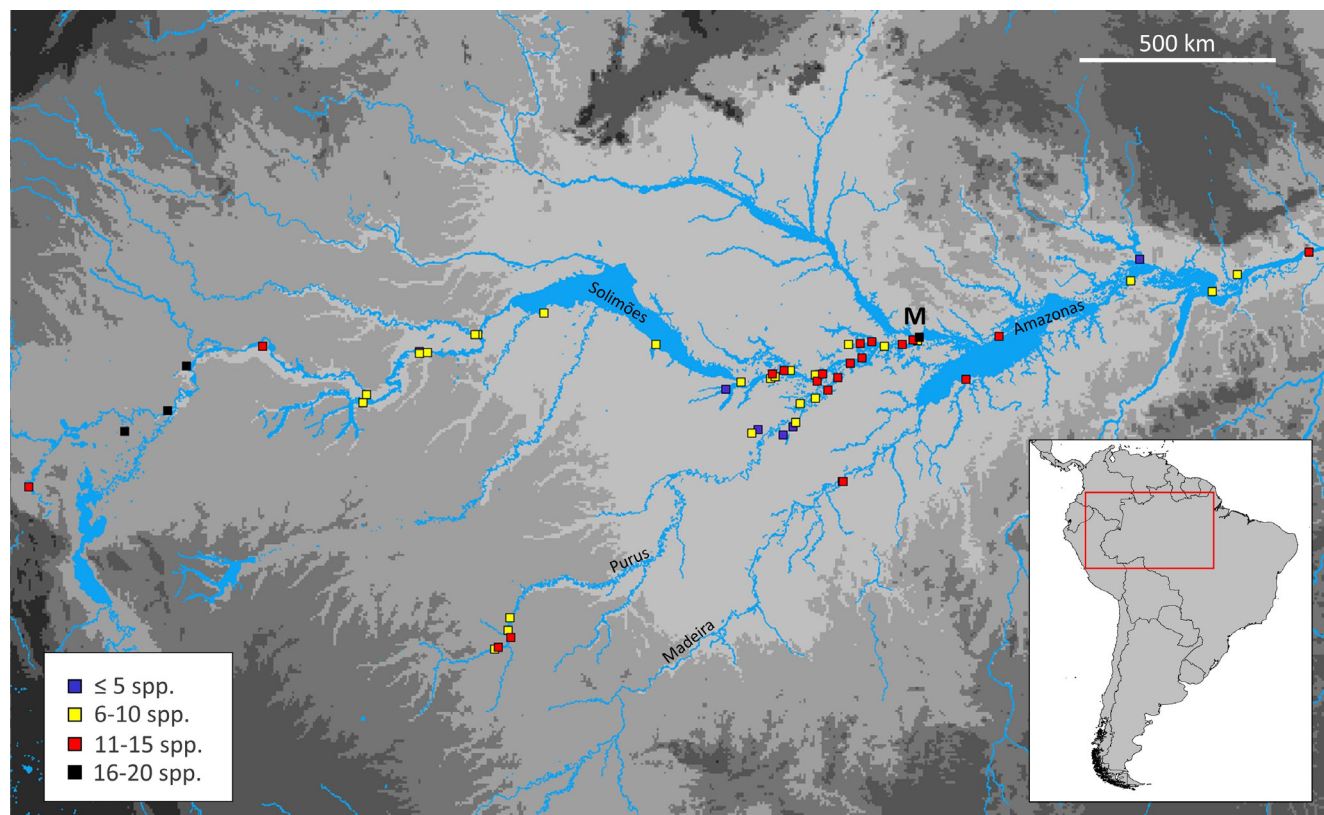 500 km
M
Solimões
Amazonas
Purus
Madeira
≤ 5 spp.
6-10 spp.
11-15 spp.
16-20 spp.